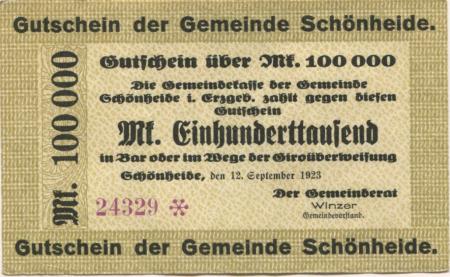 Gutschein der Gemeinde Schönheide.
Mk. 100 000
Gutschein über Mk. 100 000
Die Gemeindekasse der Gemeinde
Schönheide i. Erzgeb. zahlt gegen diesen
Gutschein
Mk. Einhunderttausend
in Bar oder im Wege der Giroüberweisung
Schönheide, den 12. September 1923
24329 *
Der Gemeinderat
Winzer
Gemeindevorstand.
Gutschein der Gemeinde Schönheide.